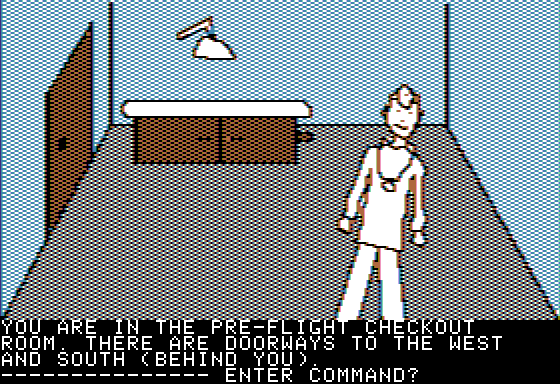 YOU ARE IN THE PRE-FLIGHT CHECKOUT
ROOM. THERE ARE DOORWAYS TO THE WEST
AND SOUTH (BEHIND YOU).
--------------- ENTER COMMAND?